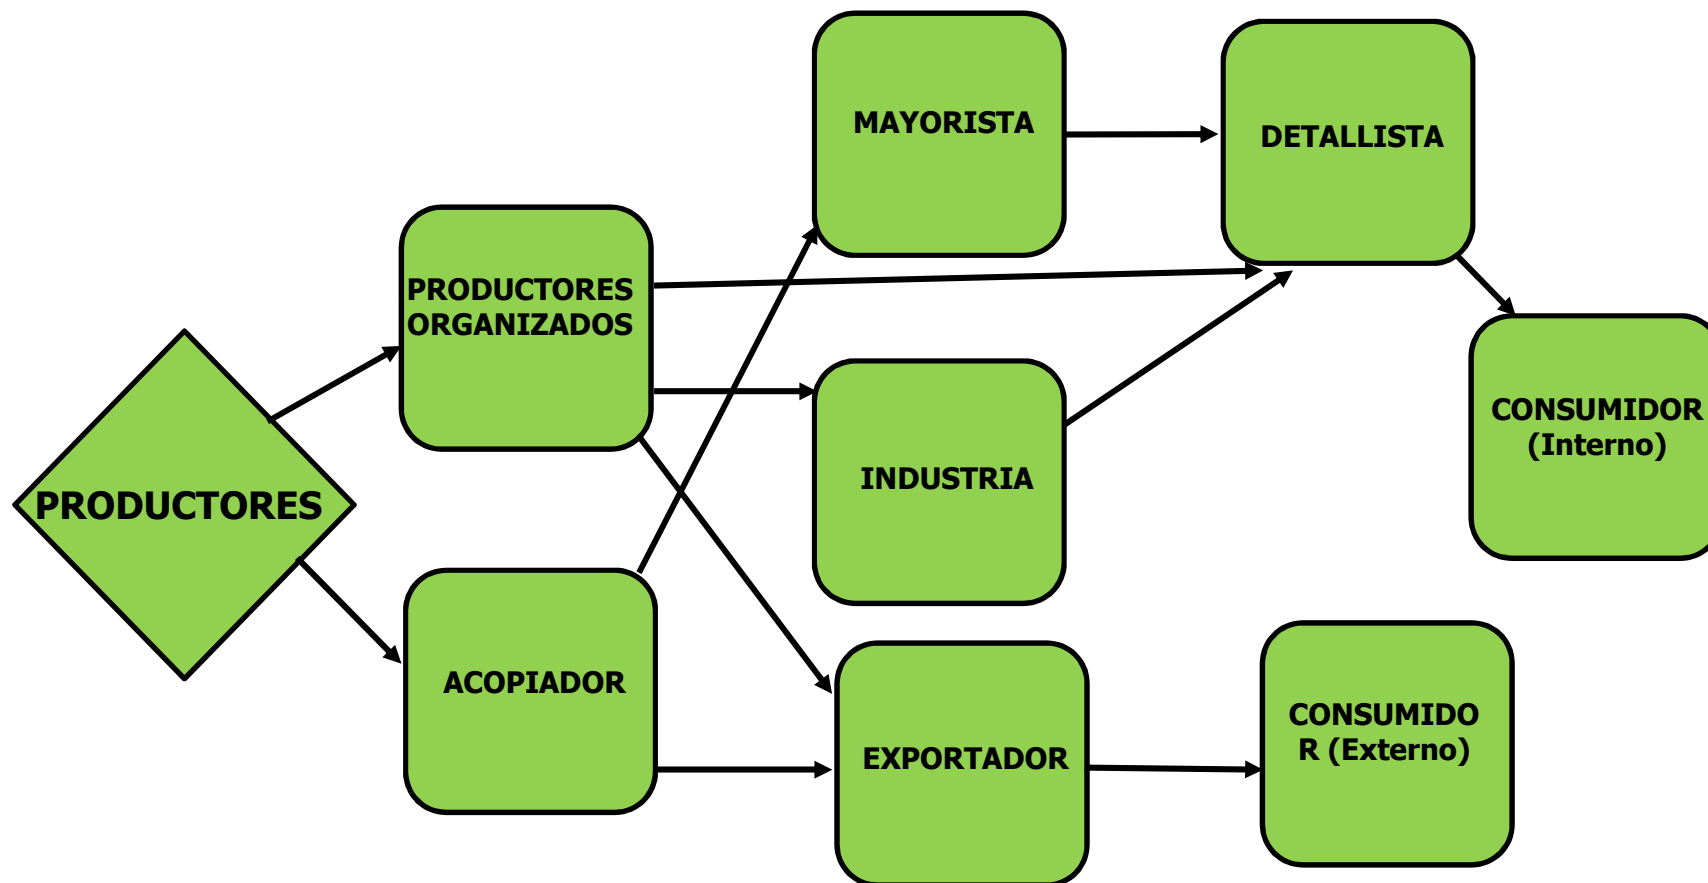 MAYORISTA
DETALLISTA
PRODUCTORES
ORGANIZADOS
CONSUMIDOR
(Interno)
INDUSTRIA
PRODUCTORES
ACOPIADOR
EXPORTADOR
CONSUMIDO
R (Externo)